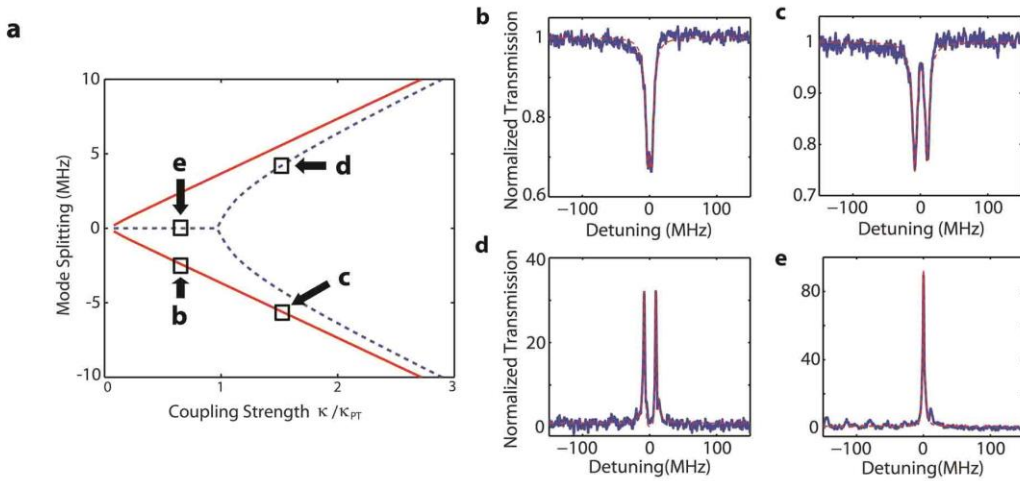 a
10
5
0
-5
-10
0
1
2
3
Mode Splitting (MHz)
Coupling Strength κ/κPT
e
d
b
c
b
1
0.8
0.6
−100
0
100
Normalized Transmission
Detuning (MHz)
c
1
0.9
0.8
0.7
−100
0
100
Detuning (MHz)
d
40
20
0
−100
0
100
Normalized Transmission
Detuning(MHz)
e
80
40
0
−100
0
100
Detuning(MHz)